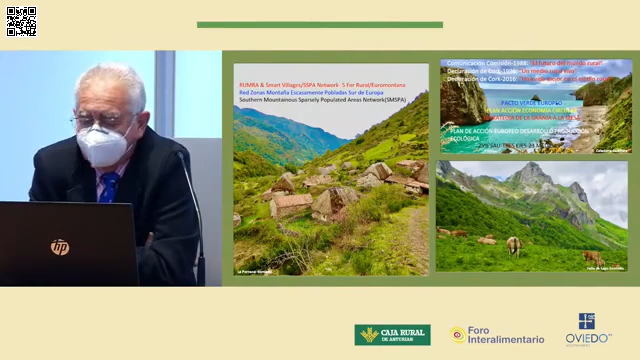 RUIMRA & Smart Villages/SSPA Network- 5 For Rural/Euromontana
Red Zonas Montaña Escasamente Pobladas Sur de Europa
Southern Mountainous Sparsely Populated Areas Network(SMSPA)
Comunicación Comisión-1988: "El futuro del mundo rural"
Declaración de Cork-1996: "Un medio rural vivo"
Declaración de Cork-2016:
PACTO VERDE EUROPEO
PLAN ACCIÓN ECONOMÍA
DE LA GRANJA A LA MESA
PLAN DE ACCIÓN EUROPEO DESARROLLO PRODUCCIÓN
ECOLÓGICA
hp
CAJA RURAL
DE ASTURIAS
Foro
Interalimentario
OVIEDO